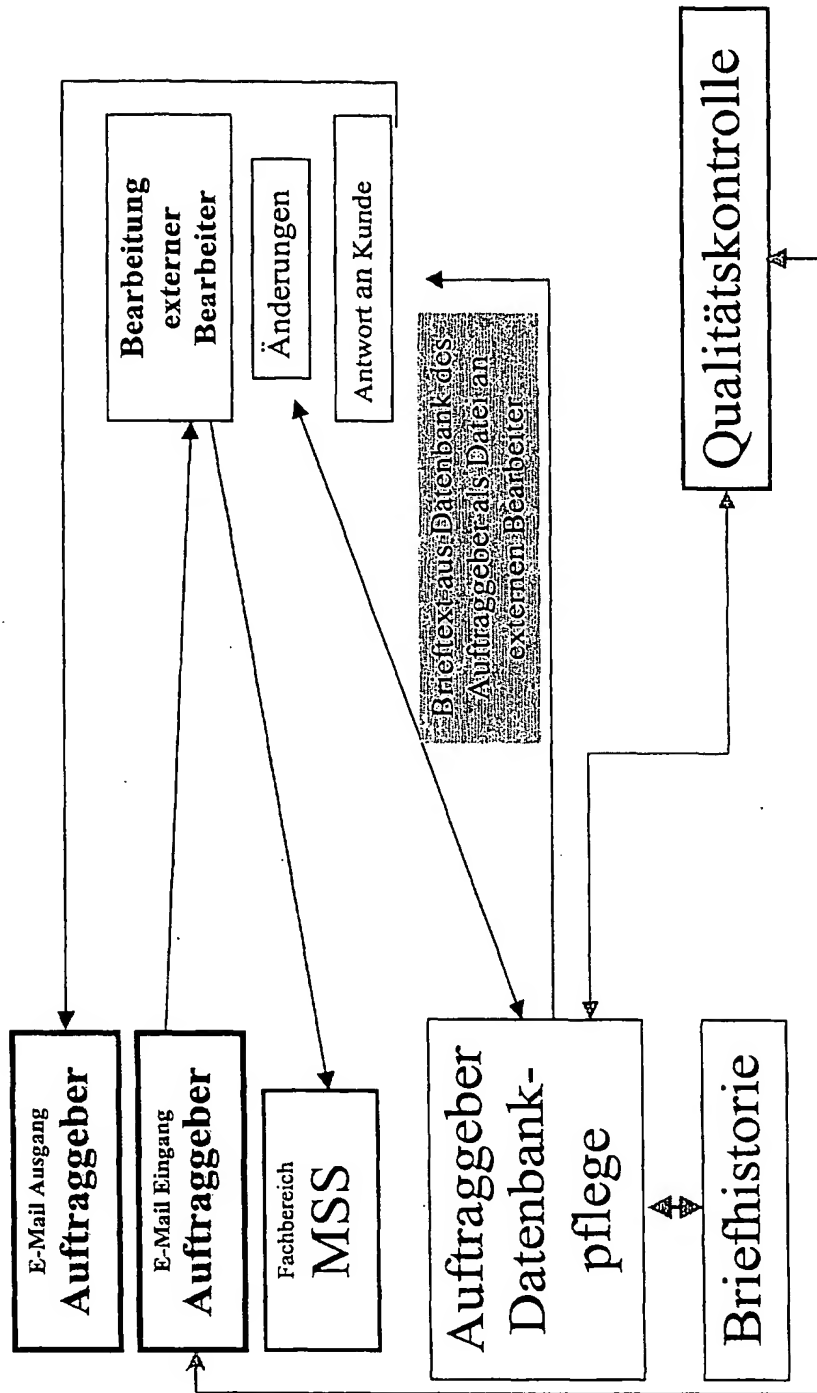 E-Mail Ausgang
Auftraggeber
E-Mail Eingang
Auftraggeber
Fachbereich
MSS
Bearbeitung
externer
Bearbeiter
Änderungen
Antwort an Kunde
Brieftext aus Datenbank des
Auftraggeber als Datei an
externen Bearbeiter
Auftraggeber
Datenbank-
pflege
Briefhistorie
Qualitätskontrolle